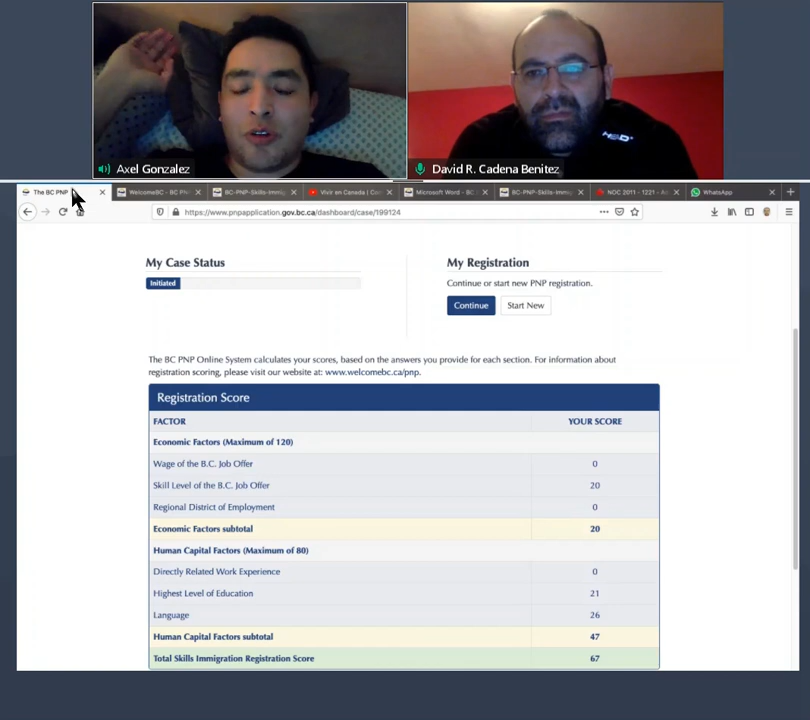 HEAD
Axel Gonzalez
David R. Cadena Benitez
The BC PNP
WelcomeBC - BC PN
BC-PNP-Skills-Immig
Vivir en Canada | Co
Microsoft Word - BC
BC-PNP-Skills-Immig
NOC 2011 - 1221 - Ad
WhatsApp
https://www.pnpapplication.gov.bc.ca/dashboard/case/199124
My Case Status
Initiated
My Registration
Continue or start new PNP registration.
Continue
Start New
The BC PNP Online System calculates your scores, based on the answers you provide for each section. For information about
registration scoring, please visit our website at: www.welcomebc.ca/pnp.
Registration Score
FACTOR YOUR SCORE
Economic Factors (Maximum of 120)
Wage of the B.C. Job Offer 0
Skill Level of the B.C. Job Offer 20
Regional District of Employment 0
Economic Factors subtotal 20
Human Capital Factors (Maximum of 80)
Directly Related Work Experience 0
Highest Level of Education 21
Language 26
Human Capital Factors subtotal 47
Total Skills Immigration Registration Score 67